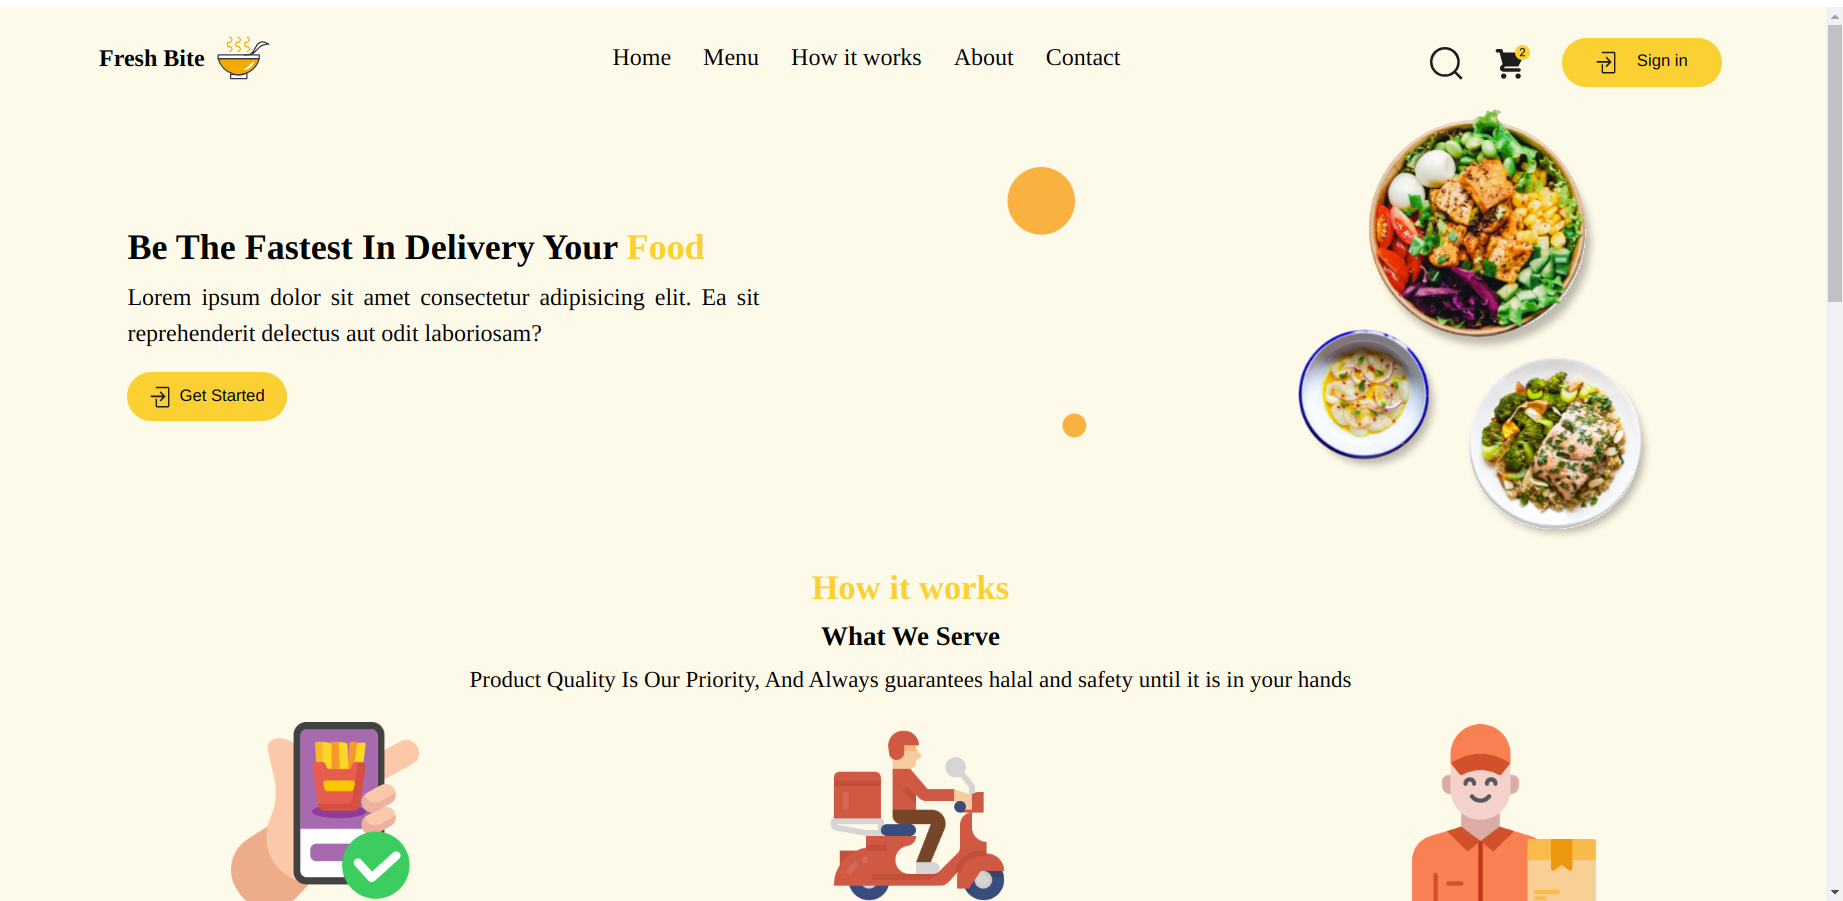 Fresh Bite
Home
Menu
How it works
About
Contact
2
Sign in
Be The Fastest In Delivery Your Food
Lorem ipsum dolor sit amet consectetur adipisicing elit. Ea sit
reprehenderit delectus aut odit laboriosam?
Get Started
How it works
What We Serve
Product Quality Is Our Priority, And Always guarantees halal and safety until it is in your hands